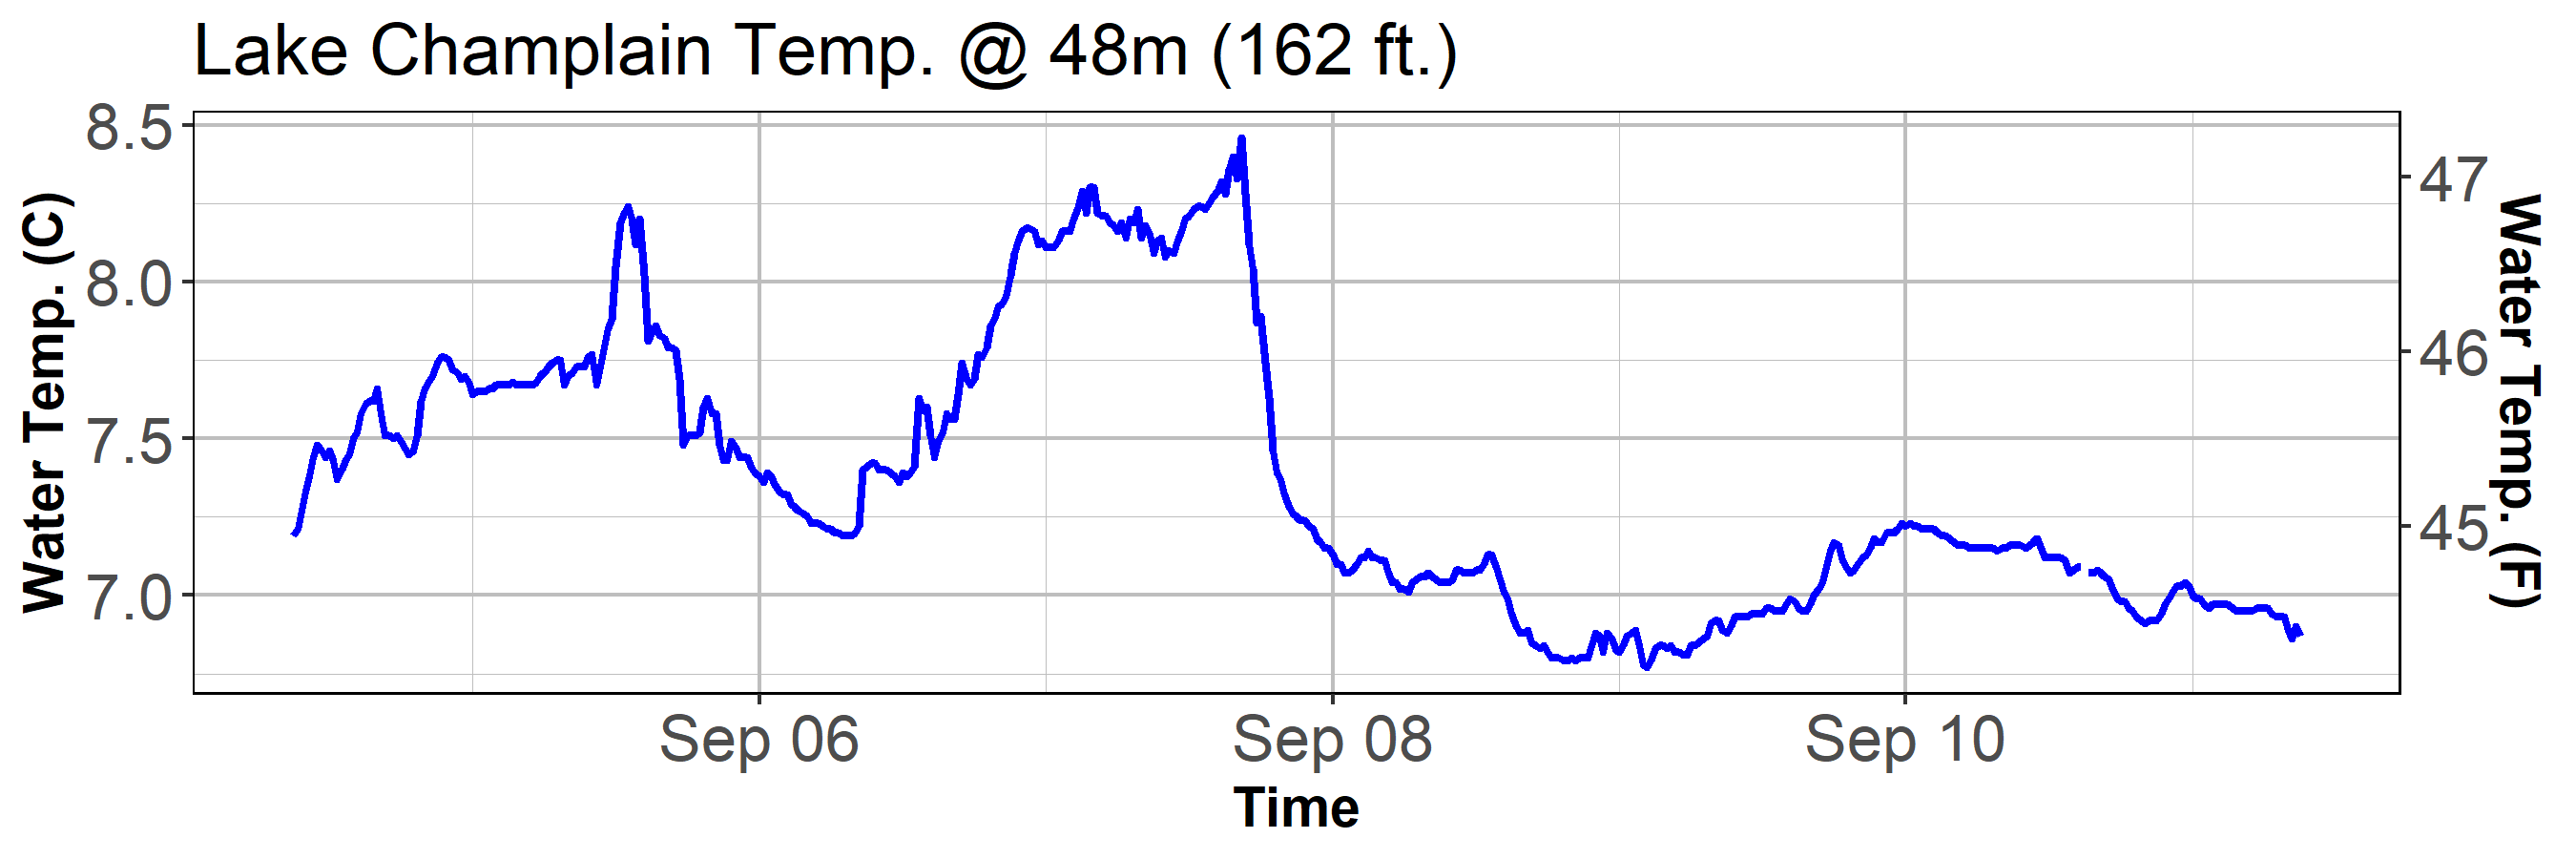 Lake Champlain Temp. @ 48m (162 ft.)
Water Temp. (C)
8.5
8.0
7.5
7.0
47
46
45
Water Temp. (F)
Sep 06 Sep 08 Sep 10
Time